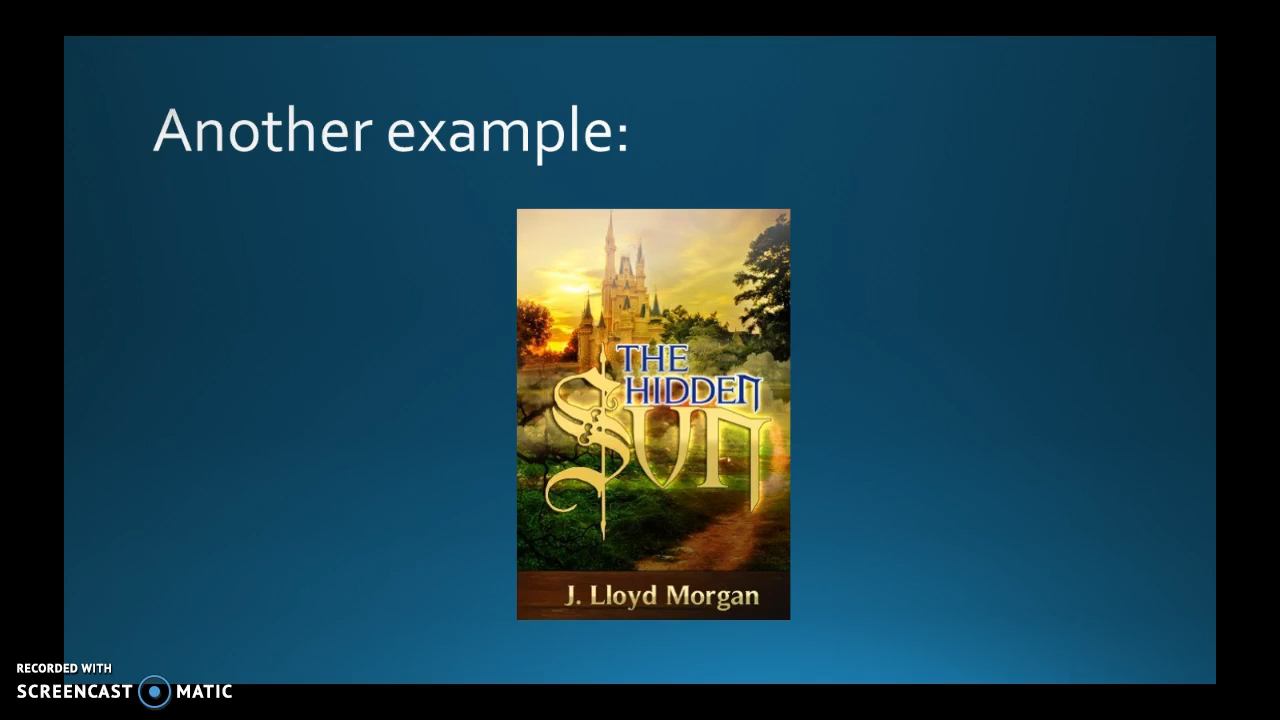 Another example:
THE
HIDDEN
SUN
J. Lloyd Morgan
RECORDED WITH
SCREENCAST MATIC